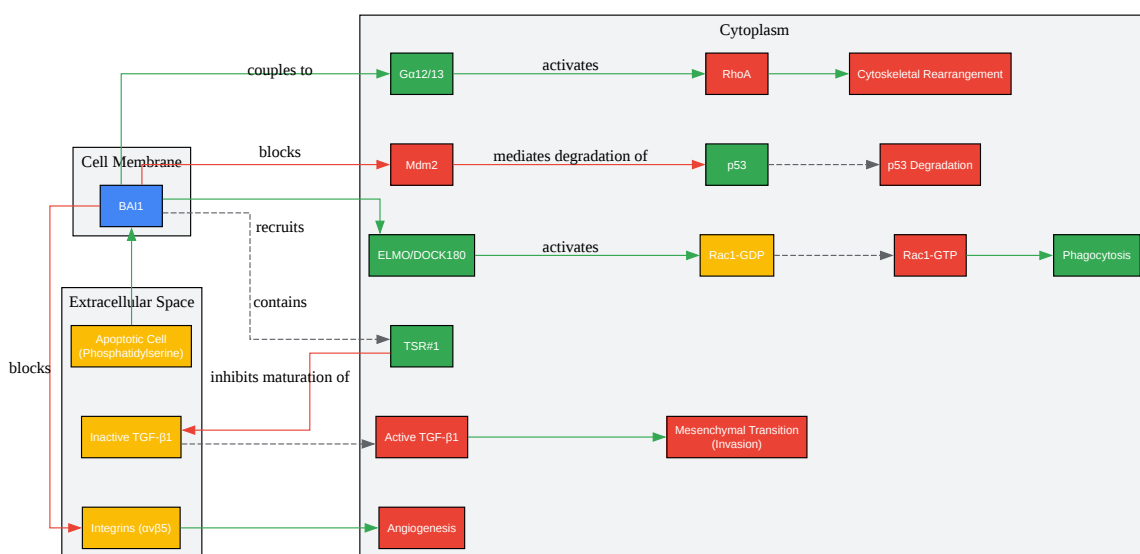 Cytoplasm
couples to
Gα12/13
activates
RhoA
Cytoskeletal Rearrangement
Cell Membrane
blocks
Mdm2
mediates degradation of
p53
p53 Degradation
BAI1
recruits
ELMO/DOCK180
activates
Rac1-GDP
Rac1-GTP
Phagocytosis
Extracellular Space
contains
Apoptotic Cell
(Phosphatidylserine)
TSR#1
blocks
inhibits maturation of
Inactive TGF-β1
Active TGF-β1
Mesenchymal Transition
(Invasion)
Integrins (αvβ5)
Angiogenesis